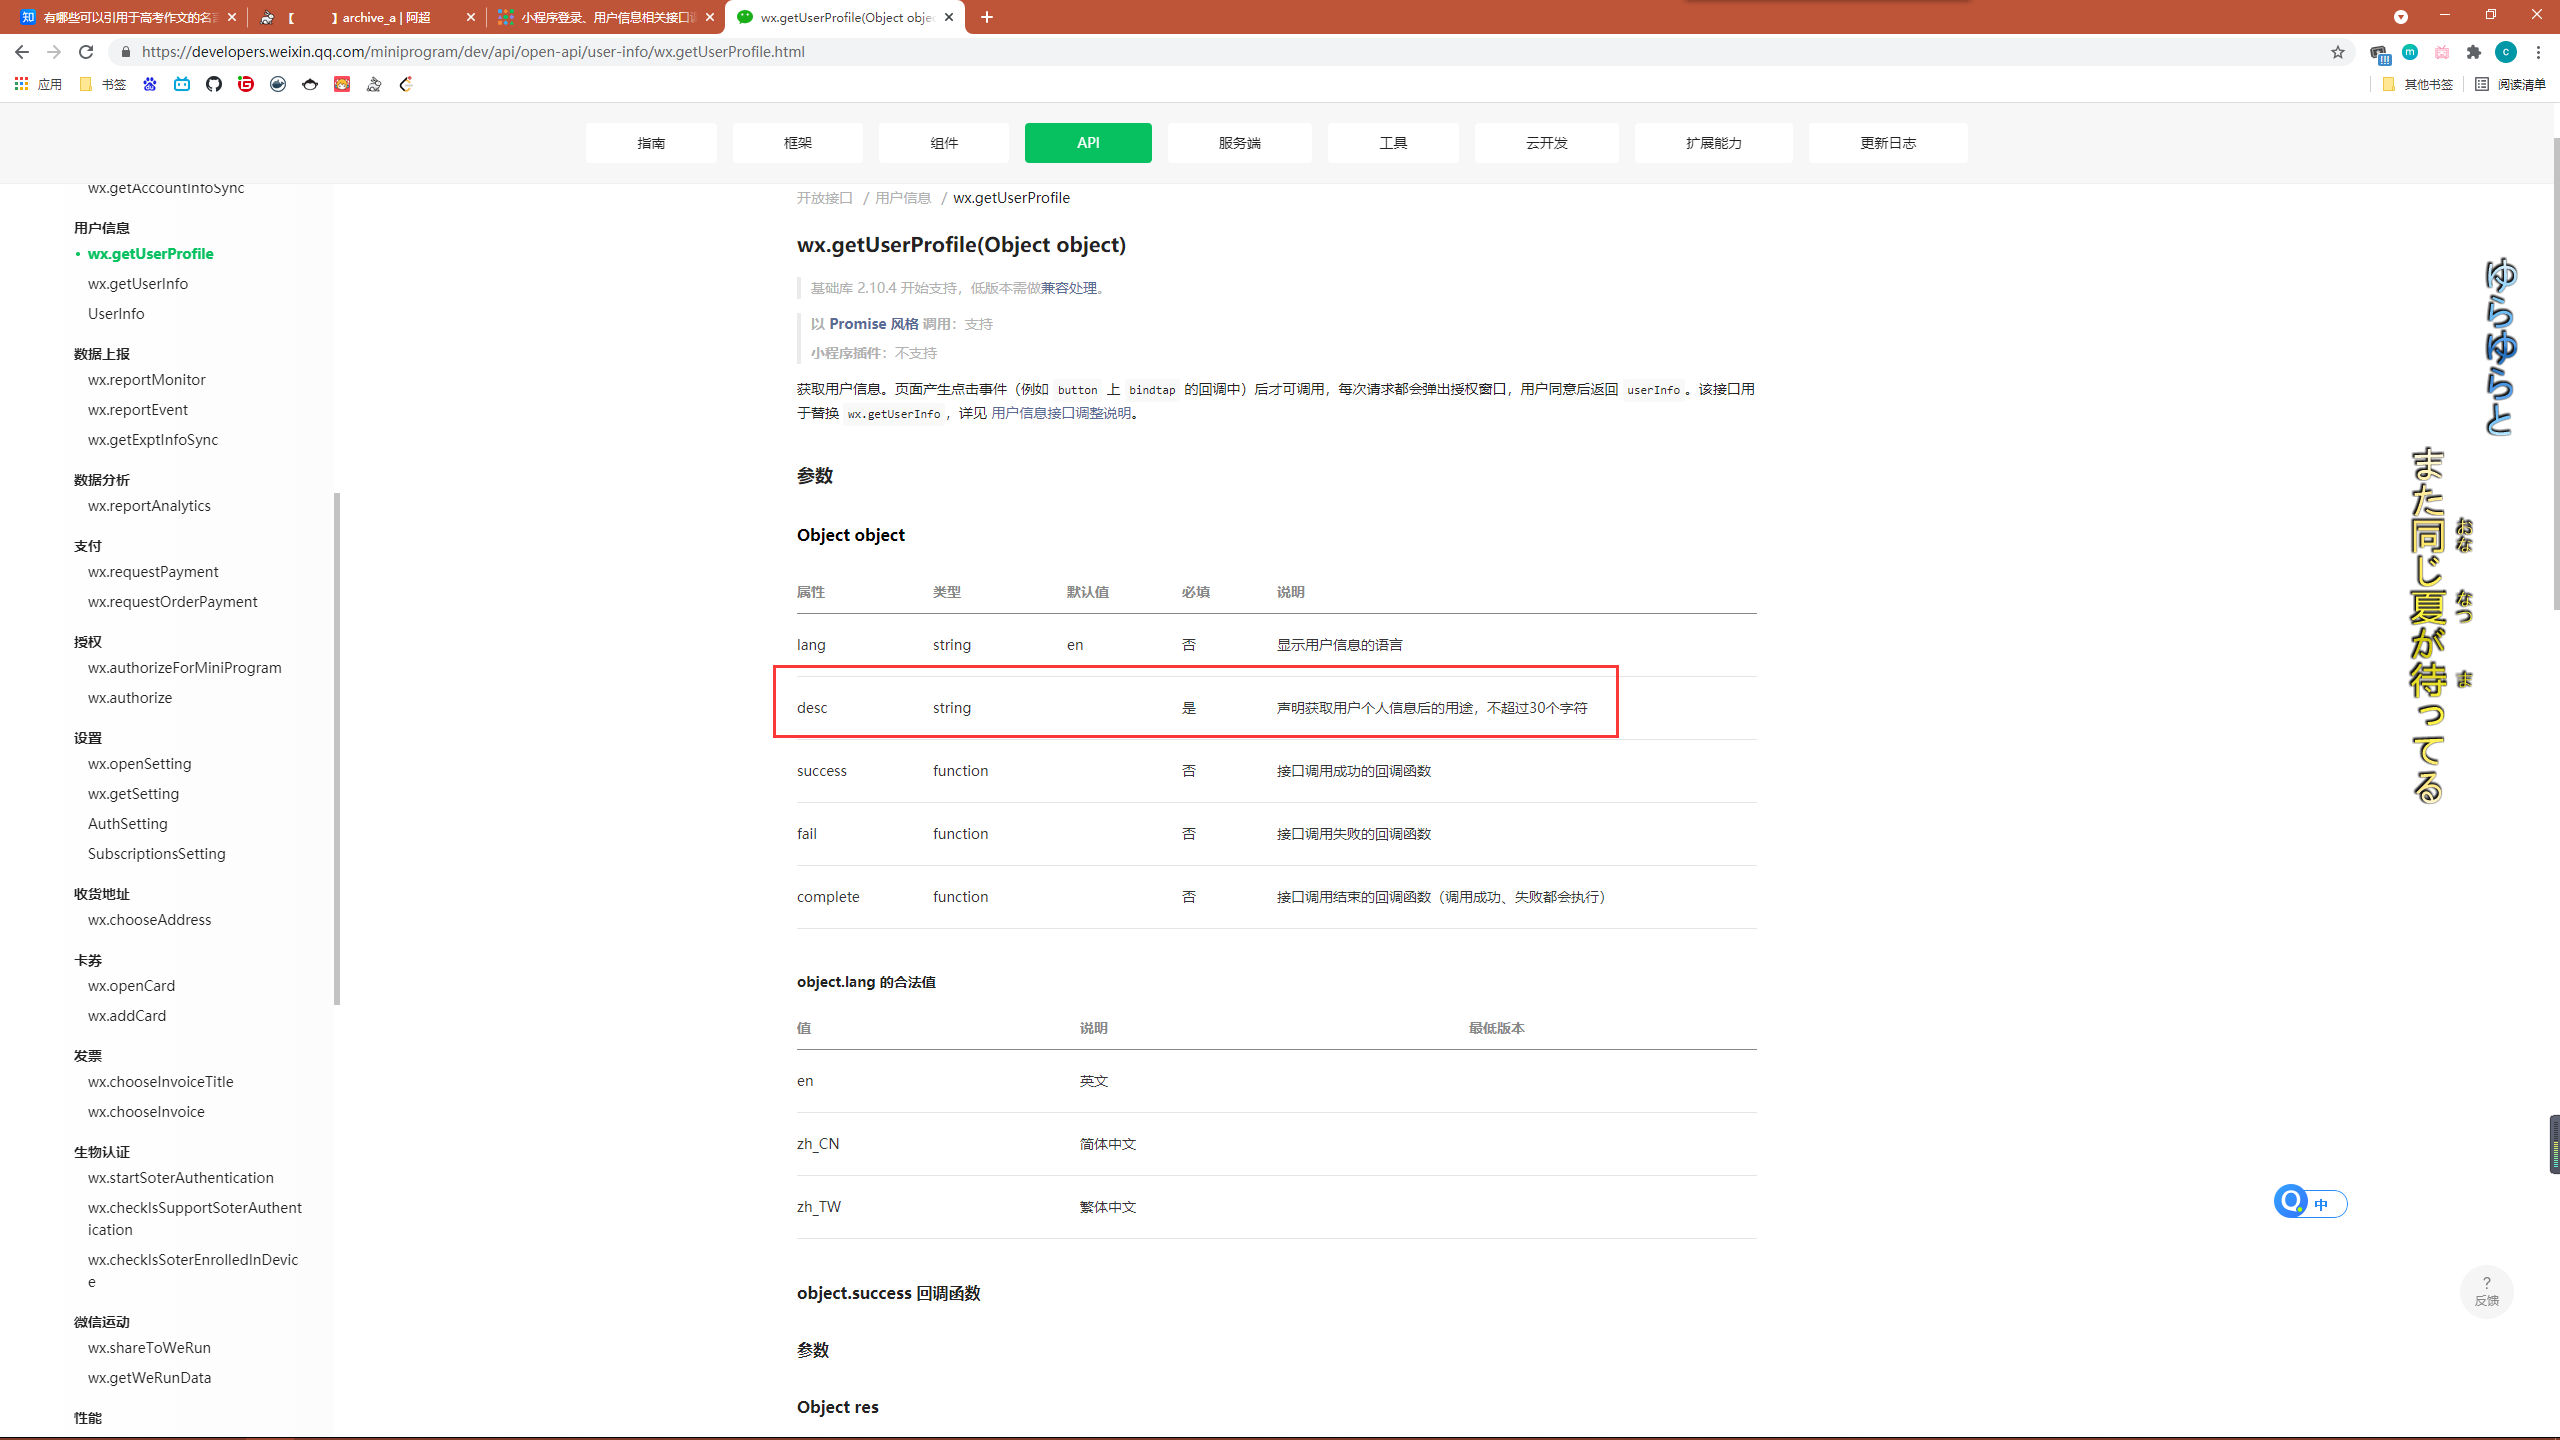 有哪些可以引用于高考作文的名言
【　　　】archive_a | 阿超
小程序登录、用户信息相关接口调
wx.getUserProfile(Object objec
https://developers.weixin.qq.com/miniprogram/dev/api/open-api/user-info/wx.getUserProfile.html
应用
书签
其他书签
阅读清单
指南
框架
组件
API
服务端
工具
云开发
扩展能力
更新日志
wx.getAccountInfoSync
用户信息
• wx.getUserProfile
wx.getUserInfo
UserInfo
数据上报
wx.reportMonitor
wx.reportEvent
wx.getExptInfoSync
数据分析
wx.reportAnalytics
支付
wx.requestPayment
wx.requestOrderPayment
授权
wx.authorizeForMiniProgram
wx.authorize
设置
wx.openSetting
wx.getSetting
AuthSetting
SubscriptionsSetting
收货地址
wx.chooseAddress
卡券
wx.openCard
wx.addCard
发票
wx.chooseInvoiceTitle
wx.chooseInvoice
生物认证
wx.startSoterAuthentication
wx.checkIsSupportSoterAuthent
ication
wx.checkIsSoterEnrolledInDevic
e
微信运动
wx.shareToWeRun
wx.getWeRunData
性能
开放接口 / 用户信息 / wx.getUserProfile
wx.getUserProfile(Object object)
基础库 2.10.4 开始支持，低版本需做兼容处理。
以 Promise 风格 调用：支持
小程序插件：不支持
获取用户信息。页面产生点击事件（例如 button 上 bindtap 的回调中）后才可调用，每次请求都会弹出授权窗口，用户同意后返回 userInfo 。该接口用
于替换 wx.getUserInfo ，详见 用户信息接口调整说明。
参数
Object object
属性 类型 默认值 必填 说明
lang string en 否 显示用户信息的语言
desc string 是 声明获取用户个人信息后的用途，不超过30个字符
success function 否 接口调用成功的回调函数
fail function 否 接口调用失败的回调函数
complete function 否 接口调用结束的回调函数（调用成功、失败都会执行）
object.lang 的合法值
值 说明 最低版本
en 英文
zh_CN 简体中文
zh_TW 繁体中文
object.success 回调函数
参数
Object res
ゆらゆらと
また同じ夏が待ってる
おな
なつ
ま
中
?
反馈
知
m
c